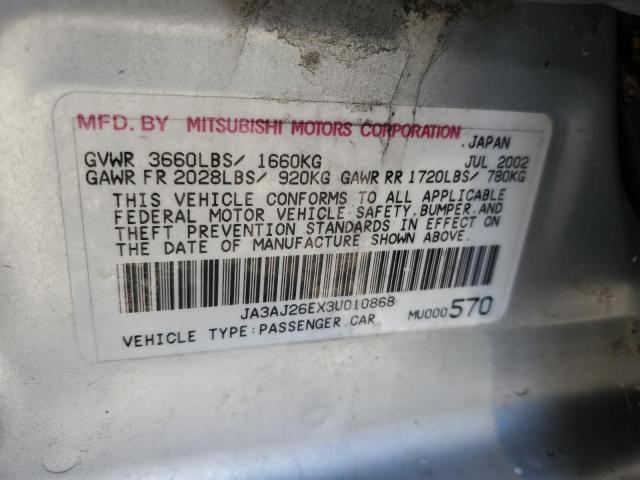 MFD. BY MITSUBISHI MOTORS CORPORATION
.JAPAN
GVWR 3660LBS/ 1660KG JUL 2002
GAWR FR 2028LBS/ 920KG GAWR RR 1720LBS/ 780KG
THIS VEHICLE CONFORMS TO ALL APPLICABLE
FEDERAL MOTOR VEHICLE SAFETY,BUMPER,AND
THEFT PREVENTION STANDARDS IN EFFECT ON
THE DATE OF MANUFACTURE SHOWN ABOVE.
JA3AJ26EX3U010868 MU000570
VEHICLE TYPE:PASSENGER CAR